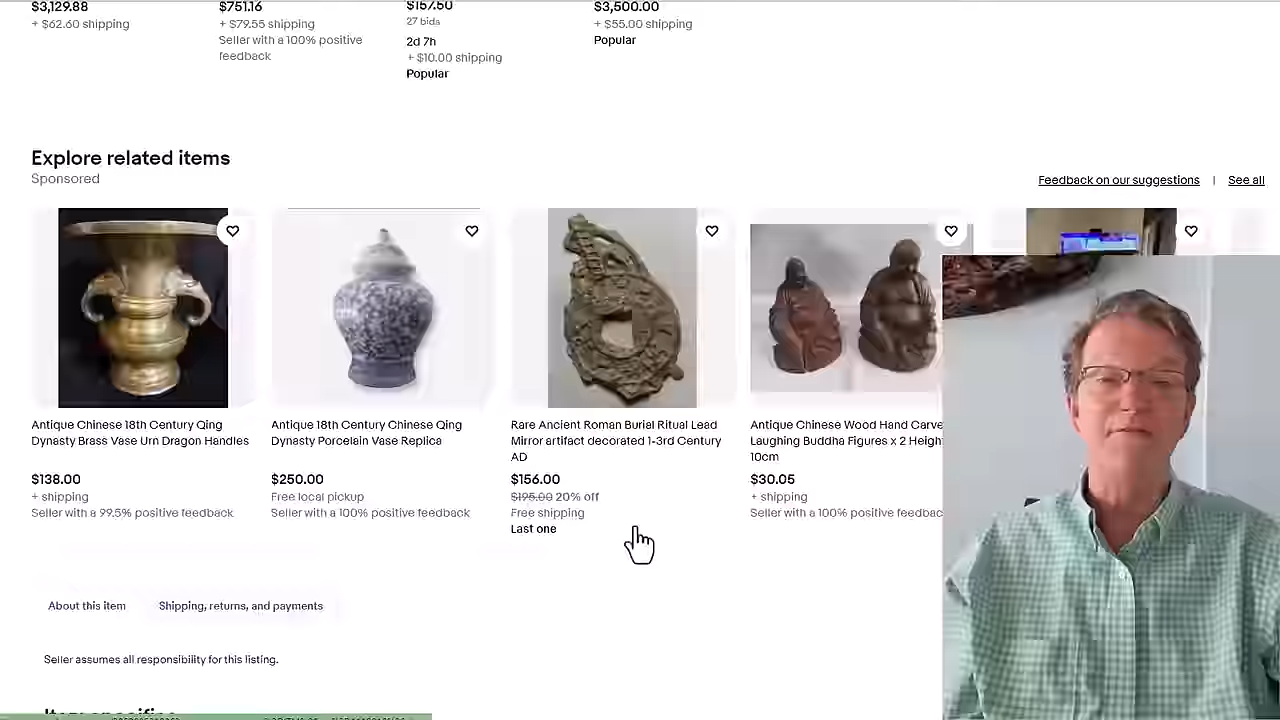 $3,129.88
+ $62.60 shipping
$751.16
+ $79.55 shipping
Seller with a 100% positive
feedback
$157.50
27 bids
2d 7h
+ $10.00 shipping
Popular
$3,500.00
+ $55.00 shipping
Popular
Explore related items
Sponsored
Feedback on our suggestions | See all
Antique Chinese 18th Century Qing
Dynasty Brass Vase Urn Dragon Handles
$138.00
+ shipping
Seller with a 99.5% positive feedback
Antique 18th Century Chinese Qing
Dynasty Porcelain Vase Replica
$250.00
Free local pickup
Seller with a 100% positive feedback
Rare Ancient Roman Burial Ritual Lead
Mirror artifact decorated 1-3rd Century
AD
$156.00
$195.00 20% off
Free shipping
Last one
Antique Chinese Wood Hand Carve
Laughing Buddha Figures x 2 Heigh
10cm
$30.05
+ shipping
Seller with a 100% positive feedbac
About this item
Shipping, returns, and payments
Seller assumes all responsibility for this listing.